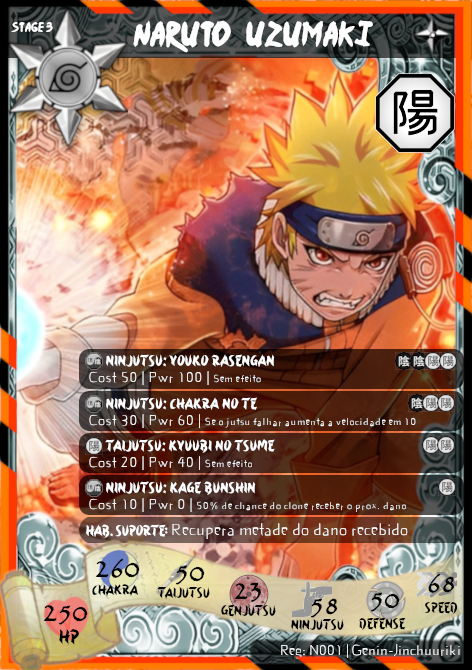 STAGE 3
NARUTO UZUMAKI
陽
NINJUTSU: YOUKO RASENGAN 陰 陰 陽 陽
Cost 50 | Pwr 100 | Sem efeito
NINJUTSU: CHAKRA NO TE 陰 陽 陽
Cost 30 | Pwr 60 | Se o jutsu falhar aumenta a velocidade em 10
陽 TAIJUTSU: KYUUBI NO TSUME 陽 陽
Cost 20 | Pwr 40 | Sem efeito
NINJUTSU: KAGE BUNSHIN 陽
Cost 10 | Pwr 0 | 50% de chance do clone receber o prox. dano
HAB. SUPORTE: Recupera metade do dano recebido
250
HP
260
CHAKRA
50
TAIJUTSU
23
GENJUTSU
58
NINJUTSU
50
DEFENSE
68
SPEED
Reg: N001 | Genin-Jinchuuriki